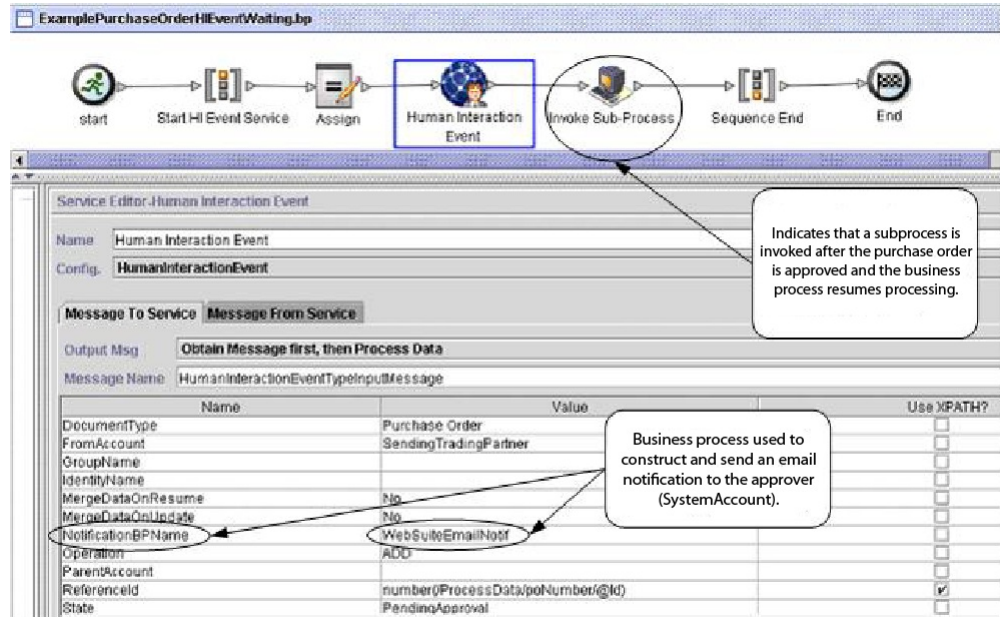 ExamplePurchaseOrderHIEventWaiting.bp
start
Start HI Event Service
Assign
Human Interaction
Event
Invoke Sub-Process
Sequence End
End
Service Editor-Human Interaction Event
Name Human Interaction Event
Config. HumanInteractionEvent
Indicates that a subprocess is
invoked after the purchase order
is approved and the business
process resumes processing.
Message To Service Message From Service
Output Msg Obtain Message first, then Process Data
Message Name HumanInteractionEventTypeInputMessage
Name Value Use XPATH?
DocumentType Purchase Order
FromAccount SendingTradingPartner
GroupName
IdentityName
MergeDataOnResume No
MergeDataOnUpdate No
NotificationBPName WebSuiteEmailNotif
Operation ADD
ParentAccount
ReferenceId number(/ProcessData/poNumber/@Id)
State PendingApproval
Business process used to
construct and send an email
notification to the approver
(SystemAccount).